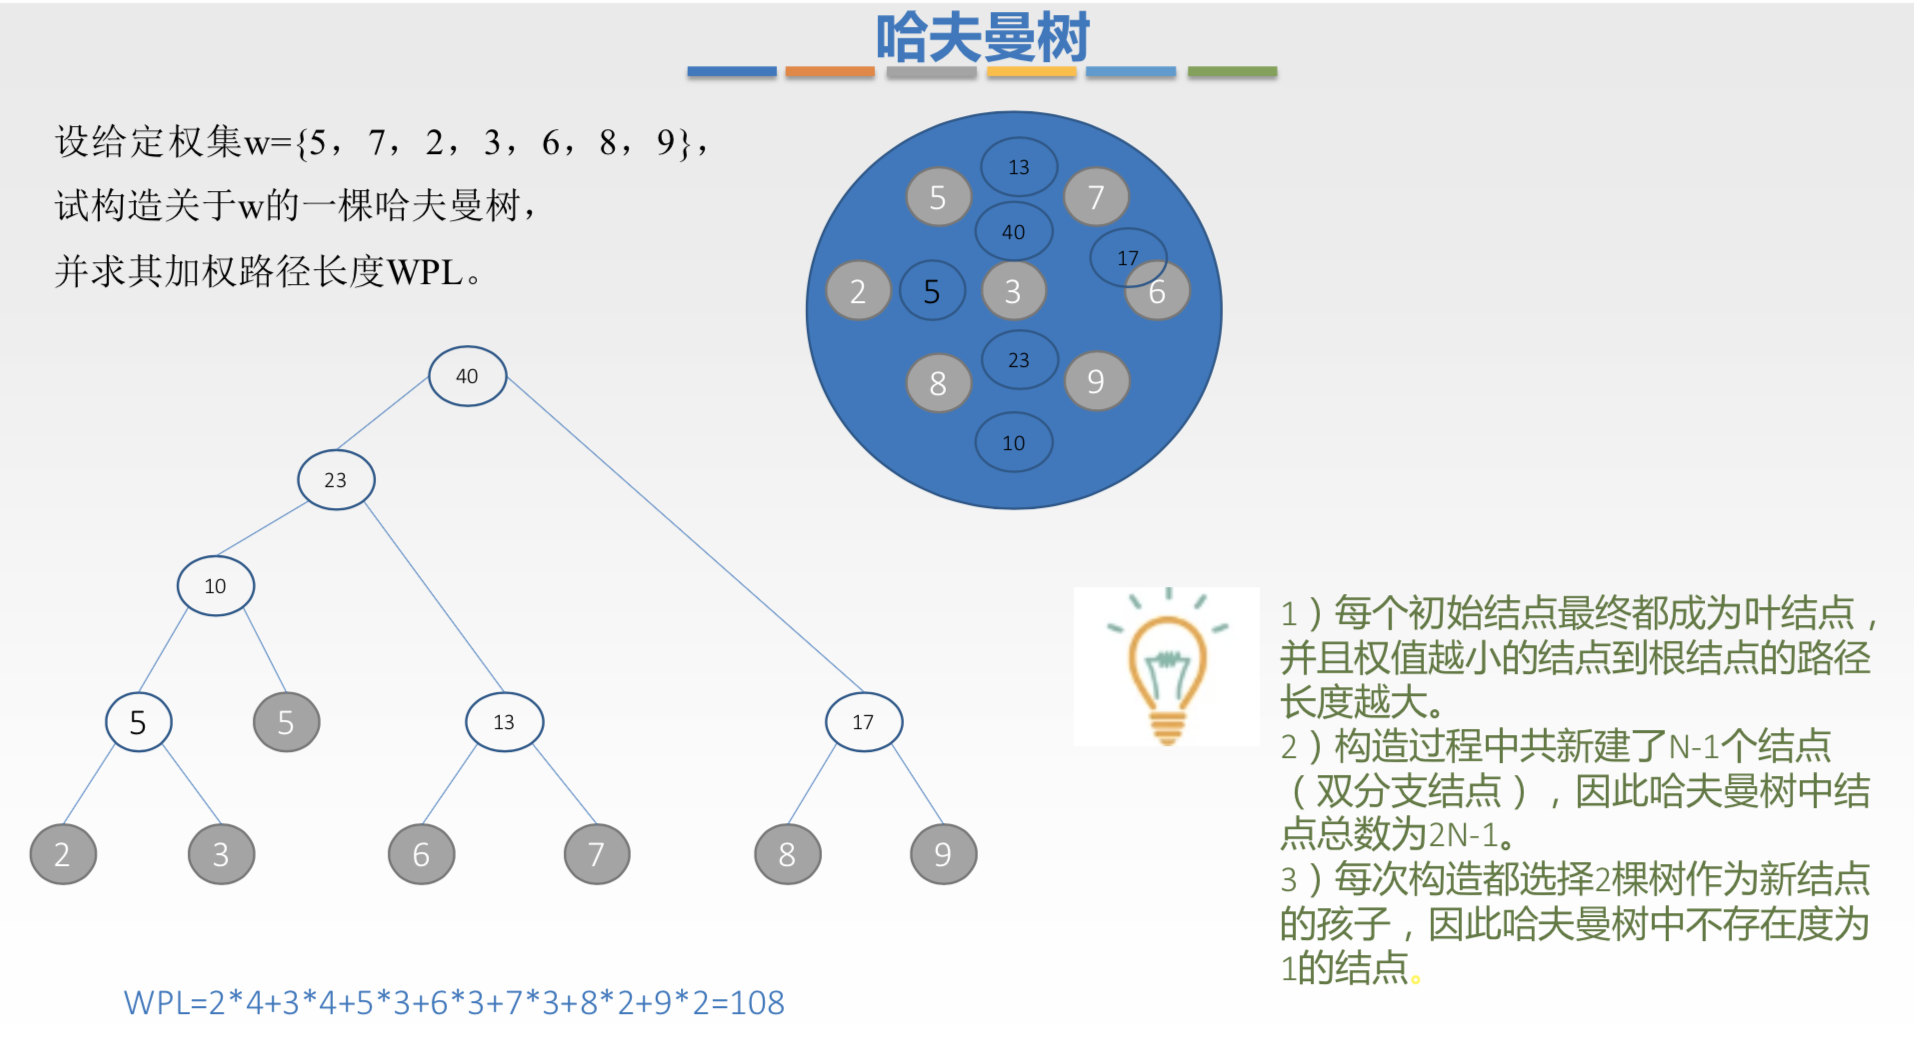 哈夫曼树
设给定权集w={5，7，2，3，6，8，9}，
试构造关于w的一棵哈夫曼树，
并求其加权路径长度WPL。
13
5
7
40
17
2
5
3
6
23
8
9
10
40
23
10
5
5
13
17
2
3
6
7
8
9
1）每个初始结点最终都成为叶结点，
并且权值越小的结点到根结点的路径
长度越大。
2）构造过程中共新建了N-1个结点
（双分支结点），因此哈夫曼树中结
点总数为2N-1。
3）每次构造都选择2棵树作为新结点
的孩子，因此哈夫曼树中不存在度为
1的结点。
WPL=2*4+3*4+5*3+6*3+7*3+8*2+9*2=108